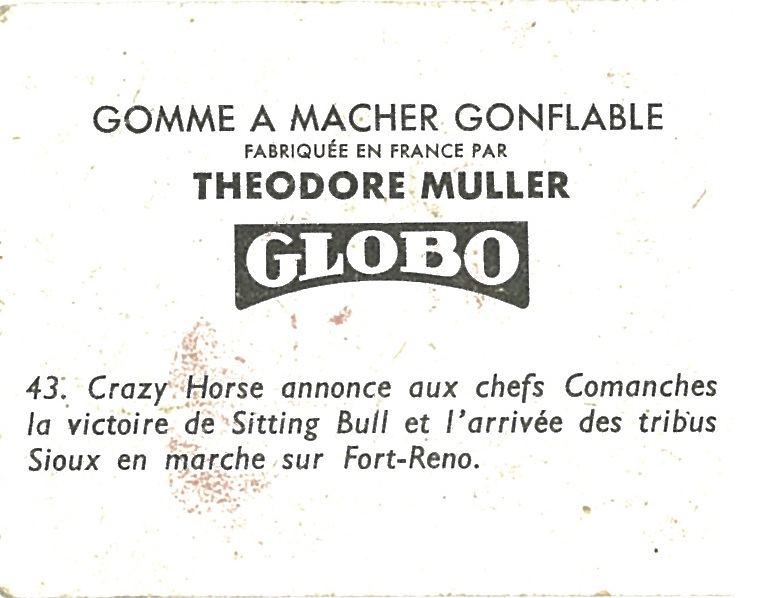 GOMME A MACHER GONFLABLE
FABRIQUÉE EN FRANCE PAR
THEODORE MULLER
GLOBO
43. Crazy Horse annonce aux chefs Comanches
la victoire de Sitting Bull et l'arrivée des tribus
Sioux en marche sur Fort-Reno.